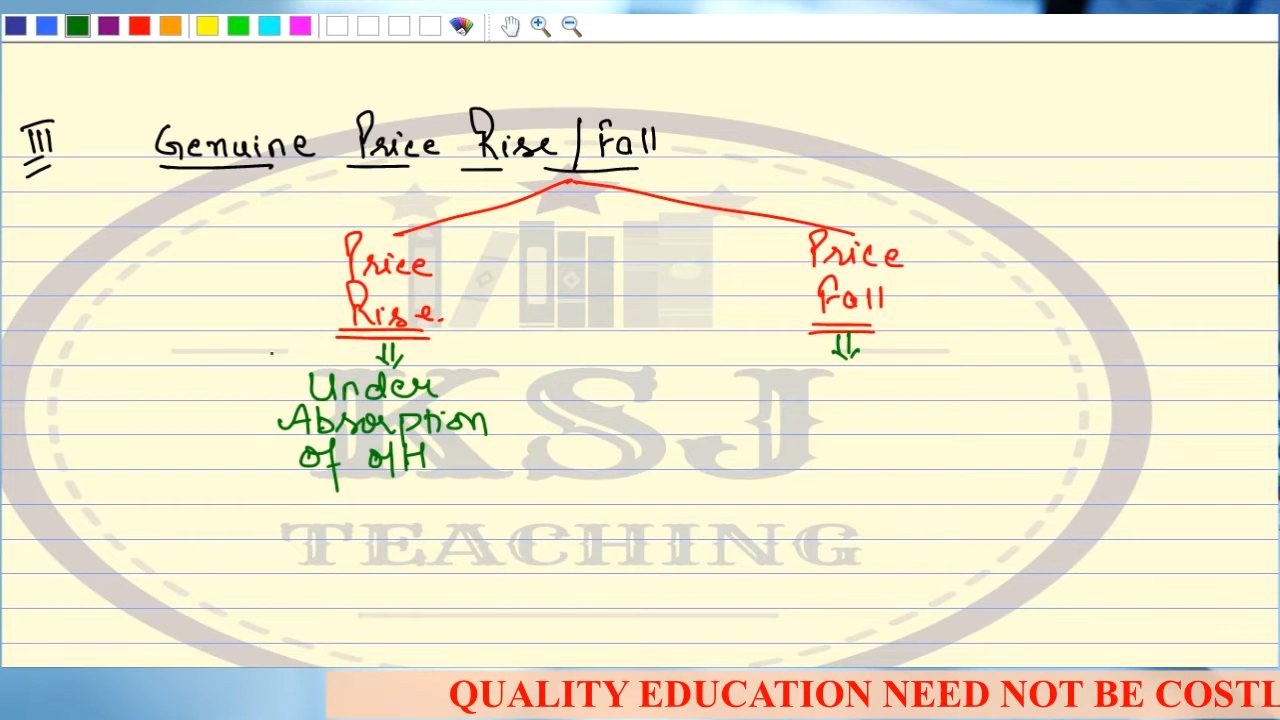 III Genuine Price Rise/Fall
Price
Rise.
Price
Fall
Under
Absorption
of O/H
KSJ
TEACHING
QUALITY EDUCATION NEED NOT BE COSTL